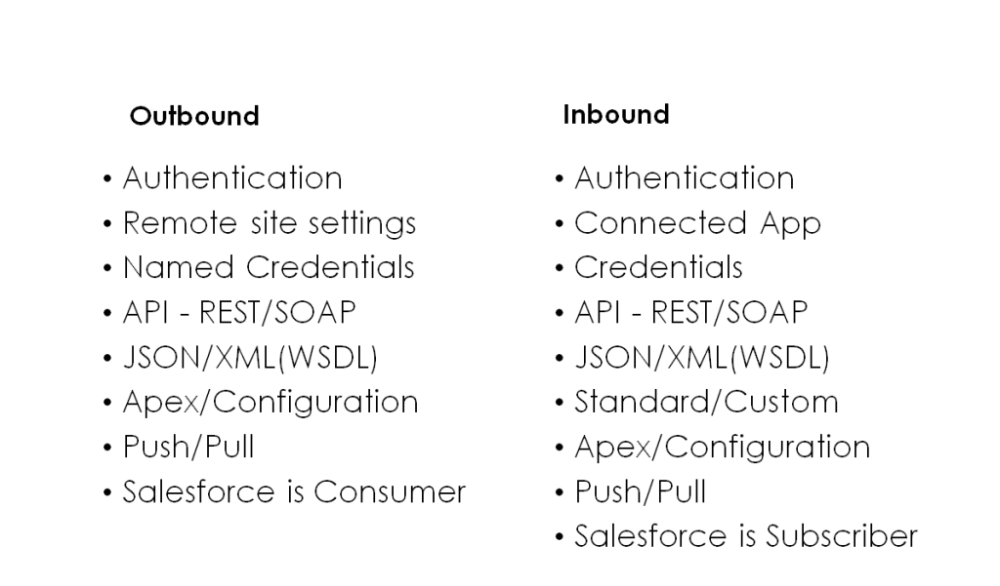 Outbound
• Authentication
• Remote site settings
• Named Credentials
• API - REST/SOAP
• JSON/XML(WSDL)
• Apex/Configuration
• Push/Pull
• Salesforce is Consumer
Inbound
• Authentication
• Connected App
• Credentials
• API - REST/SOAP
• JSON/XML(WSDL)
• Standard/Custom
• Apex/Configuration
• Push/Pull
• Salesforce is Subscriber